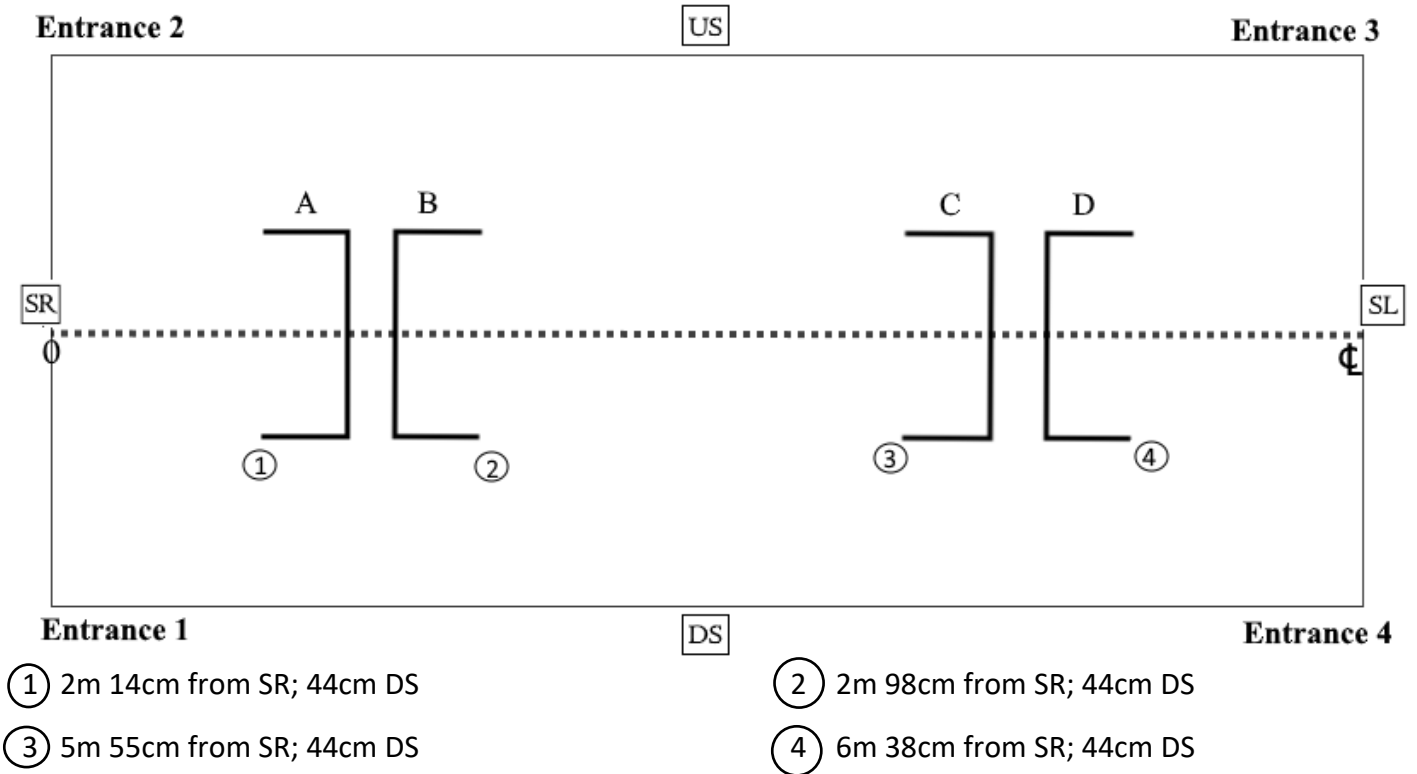 Entrance 2 US Entrance 3
A B C D
SR SL
0 ℄
① ② ③ ④
Entrance 1 DS Entrance 4
① 2m 14cm from SR; 44cm DS ② 2m 98cm from SR; 44cm DS
③ 5m 55cm from SR; 44cm DS ④ 6m 38cm from SR; 44cm DS